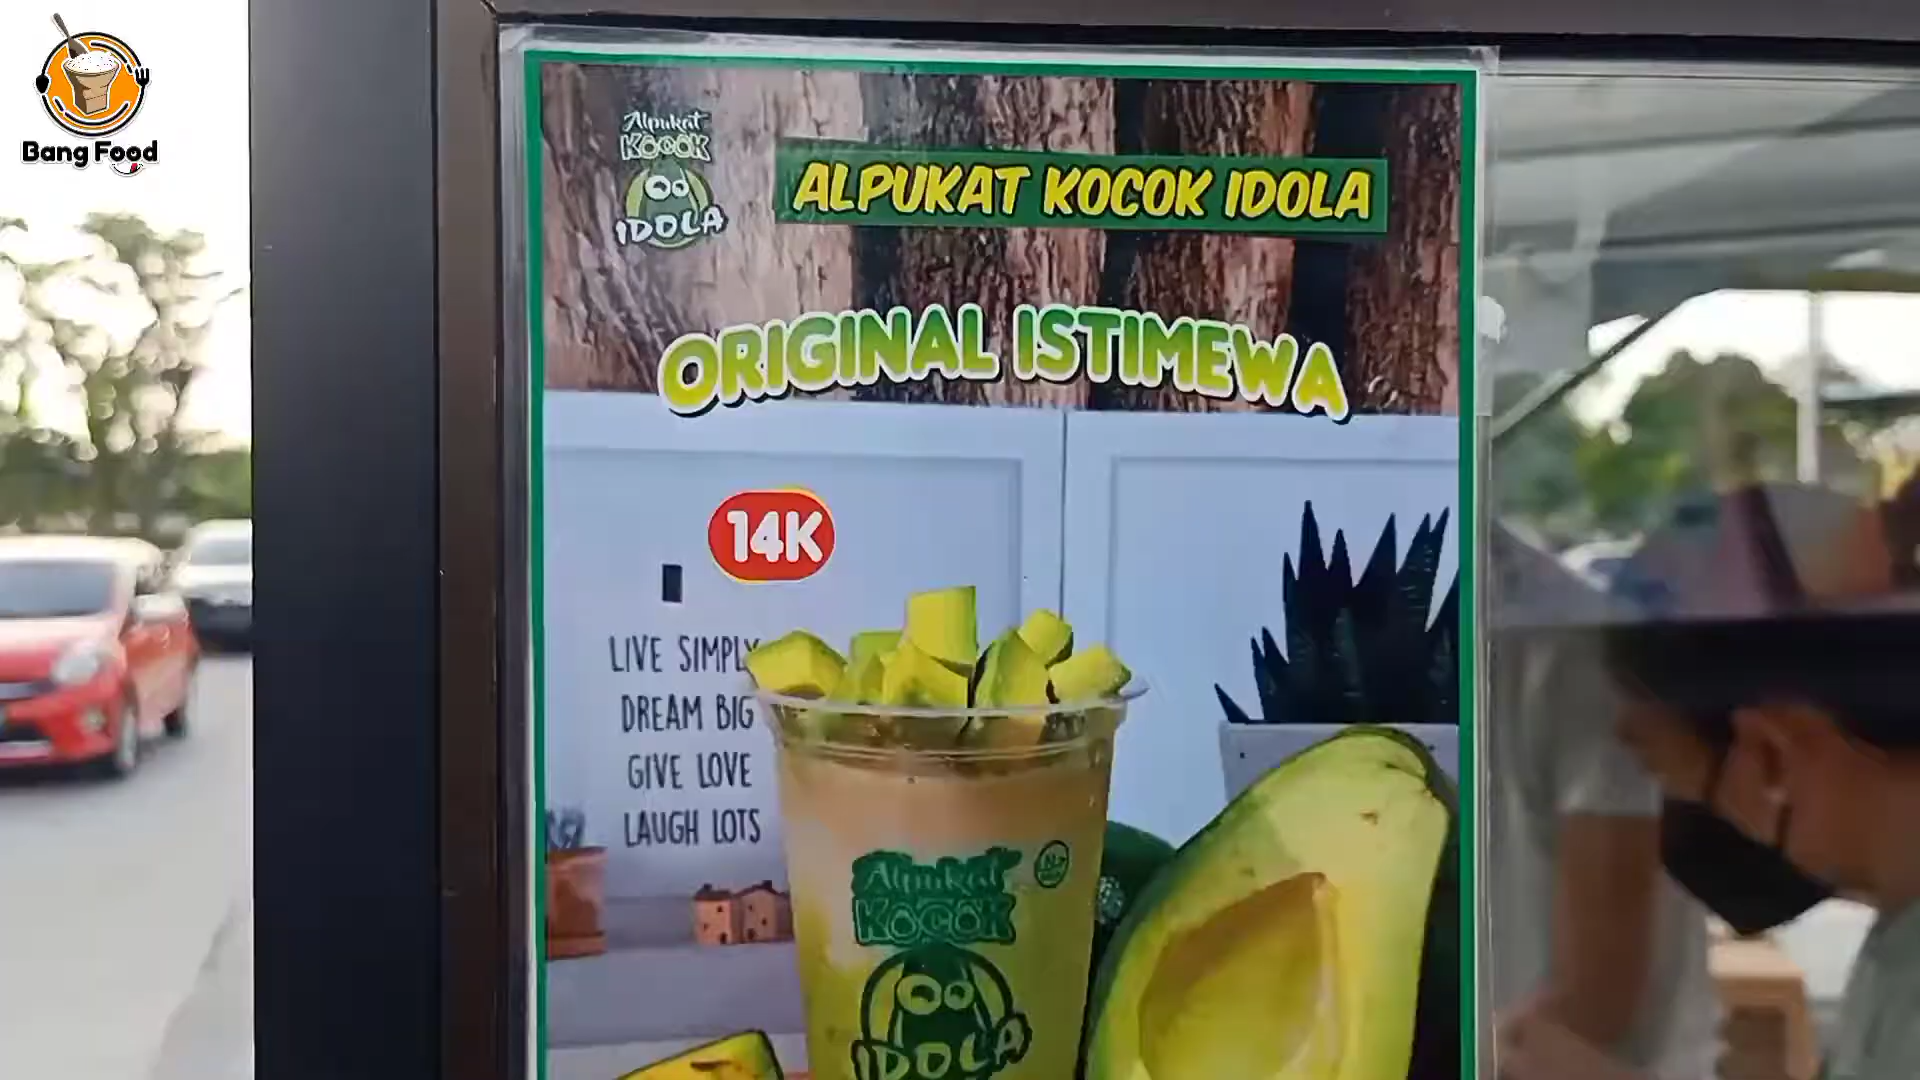 Bang Food
Alpukat
KOCOK
IDOLA
ALPUKAT KOCOK IDOLA
ORIGINAL ISTIMEWA
14K
LIVE SIMPLY
DREAM BIG
GIVE LOVE
LAUGH LOTS
Alpukat
KOCOK
IDOLA